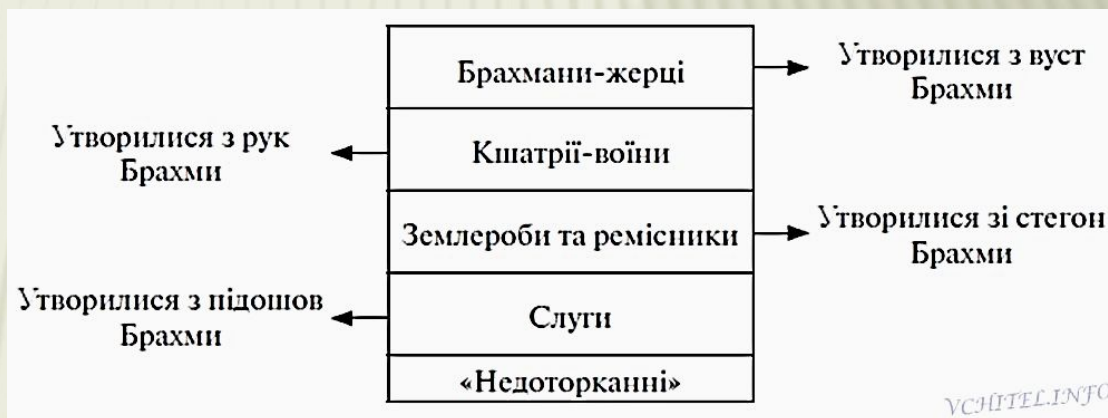 Брахмани-жерці
Утворилися з вуст
Брахми
Утворилися з рук
Брахми
Кшатрії-воїни
Землероби та ремісники
Утворилися зі стегон
Брахми
Утворилися з підошов
Брахми
Слуги
«Недоторканні»
VCHITEL.INFO